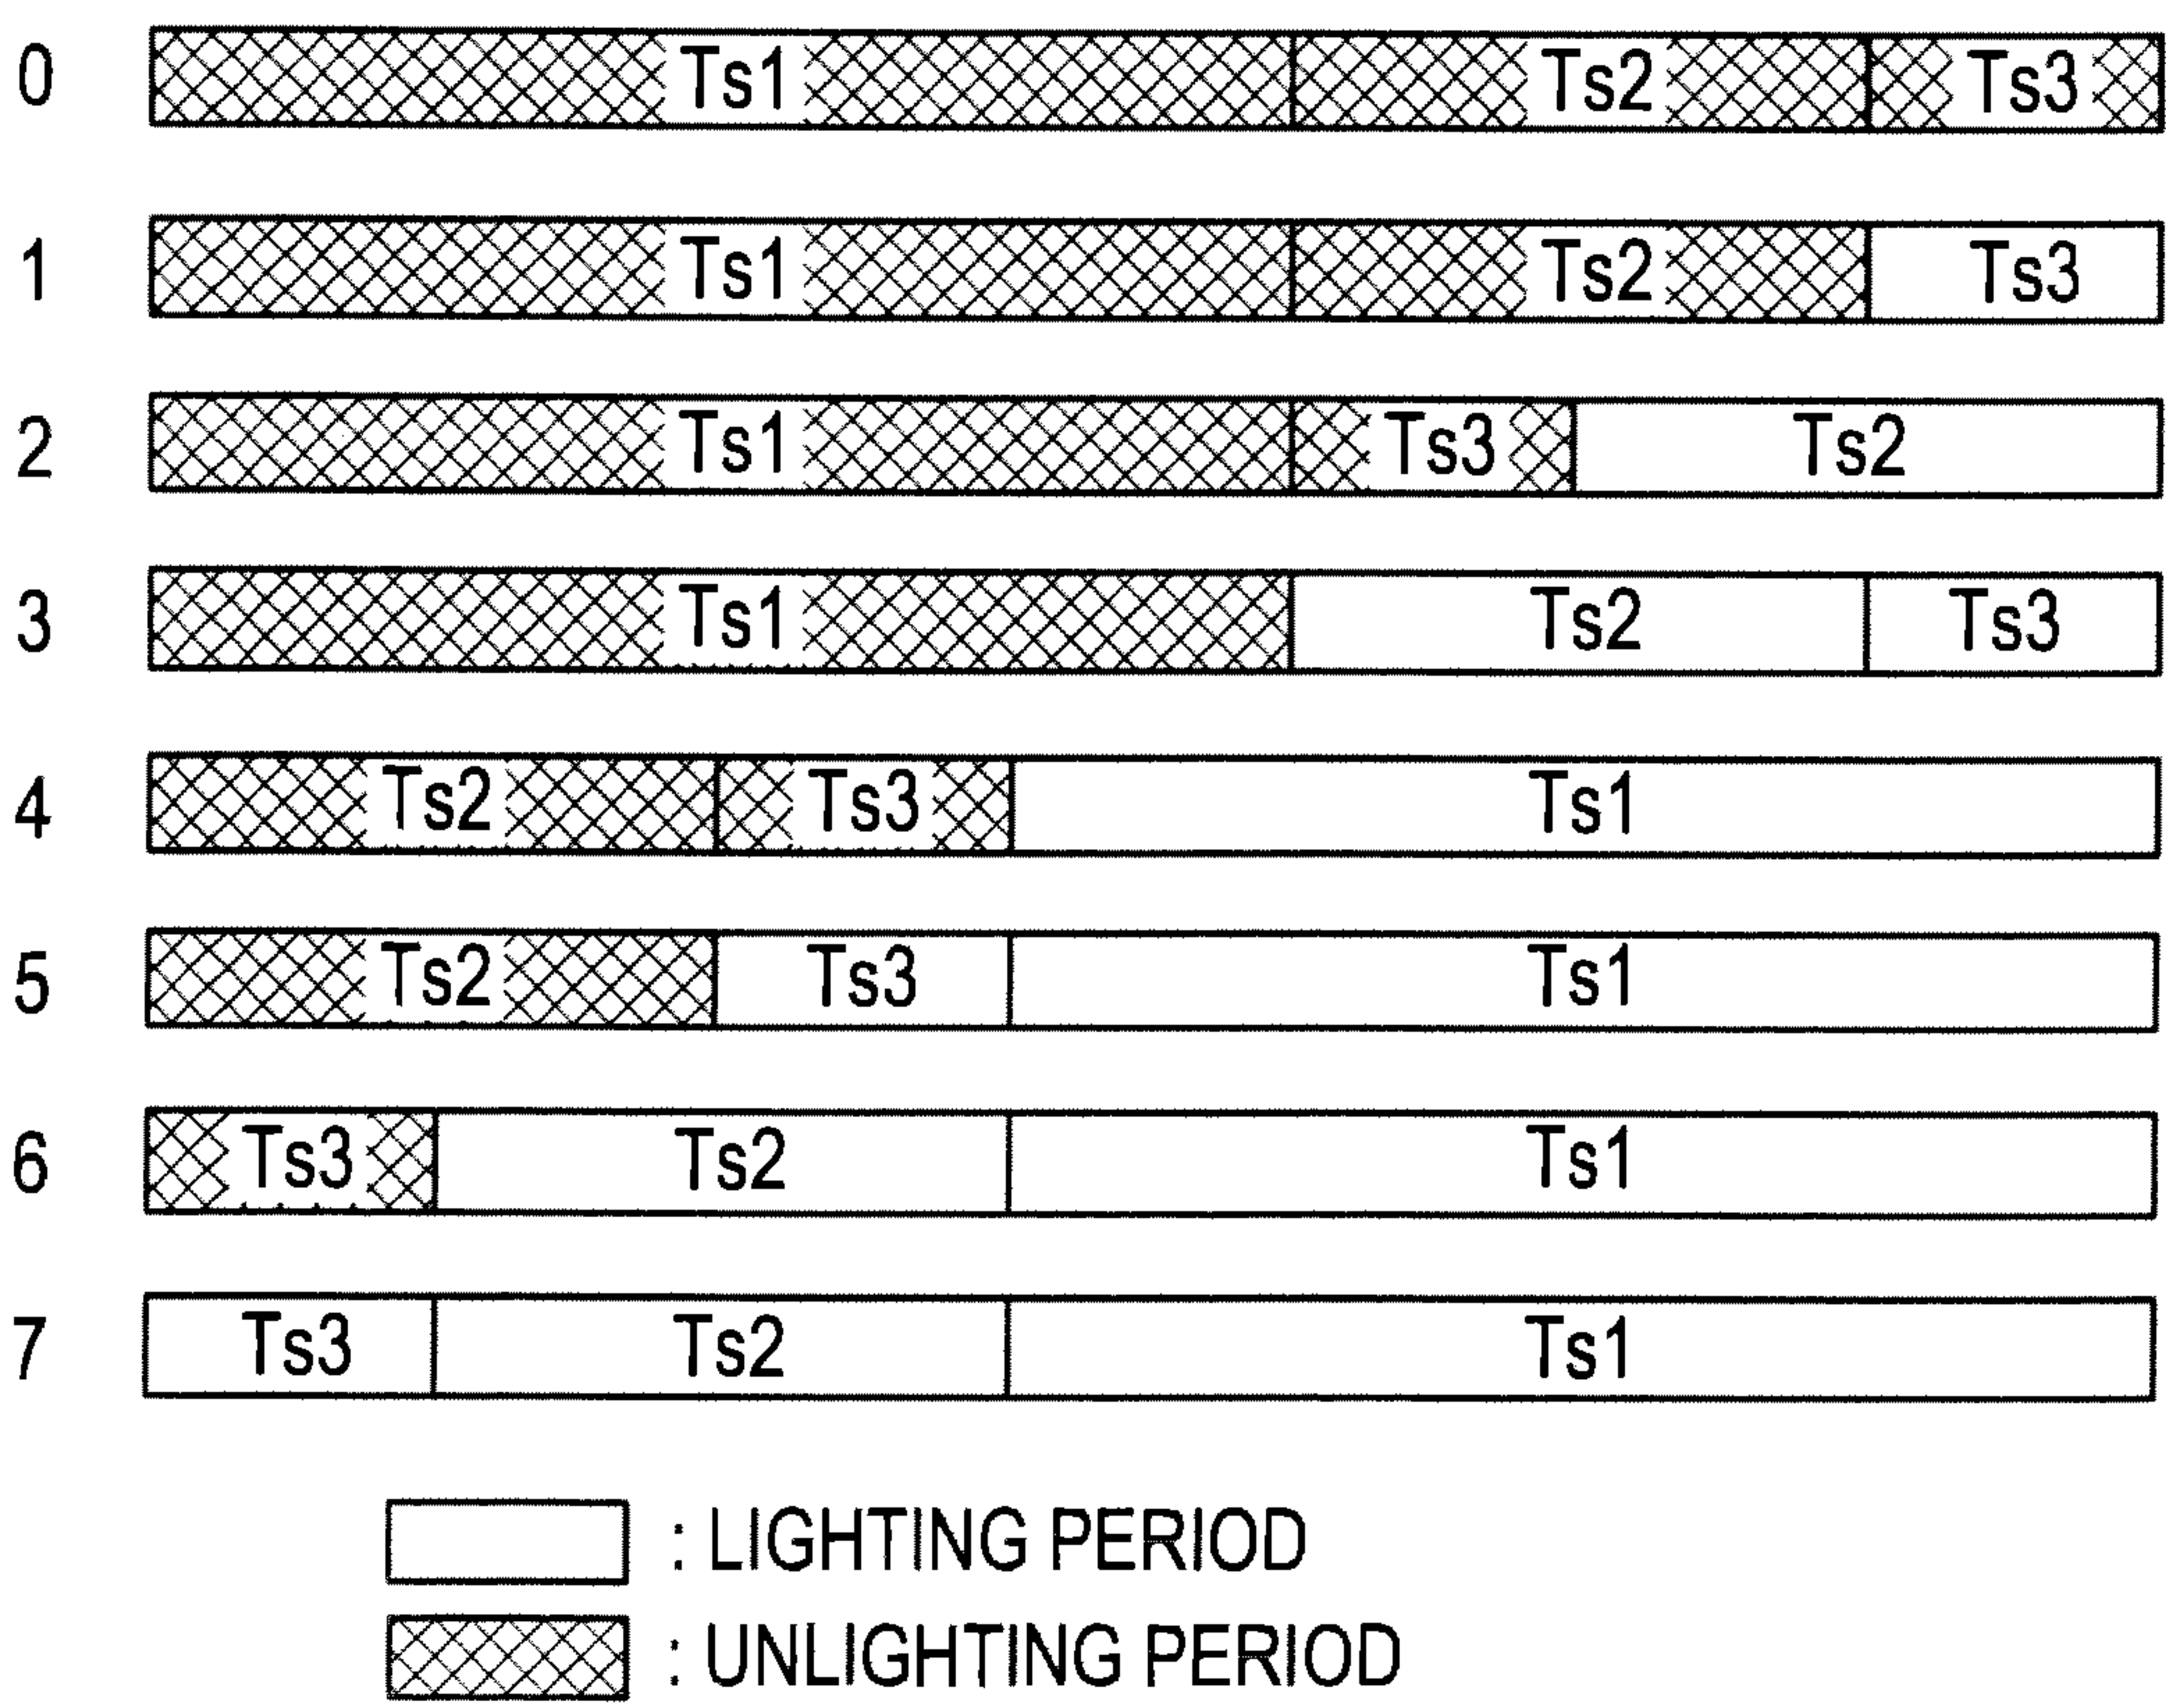 0 Ts1 Ts2 Ts3
1 Ts1 Ts2 Ts3
2 Ts1 Ts3 Ts2
3 Ts1 Ts2 Ts3
4 Ts2 Ts3 Ts1
5 Ts2 Ts3 Ts1
6 Ts3 Ts2 Ts1
7 Ts3 Ts2 Ts1
: LIGHTING PERIOD
: UNLIGHTING PERIOD